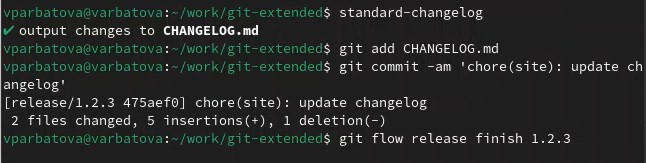 vparbatova@varbatova:~/work/git-extended$ standard-changelog
✔ output changes to CHANGELOG.md
vparbatova@varbatova:~/work/git-extended$ git add CHANGELOG.md
vparbatova@varbatova:~/work/git-extended$ git commit -am 'chore(site): update ch
angelog'
[release/1.2.3 475aef0] chore(site): update changelog
 2 files changed, 5 insertions(+), 1 deletion(-)
vparbatova@varbatova:~/work/git-extended$ git flow release finish 1.2.3